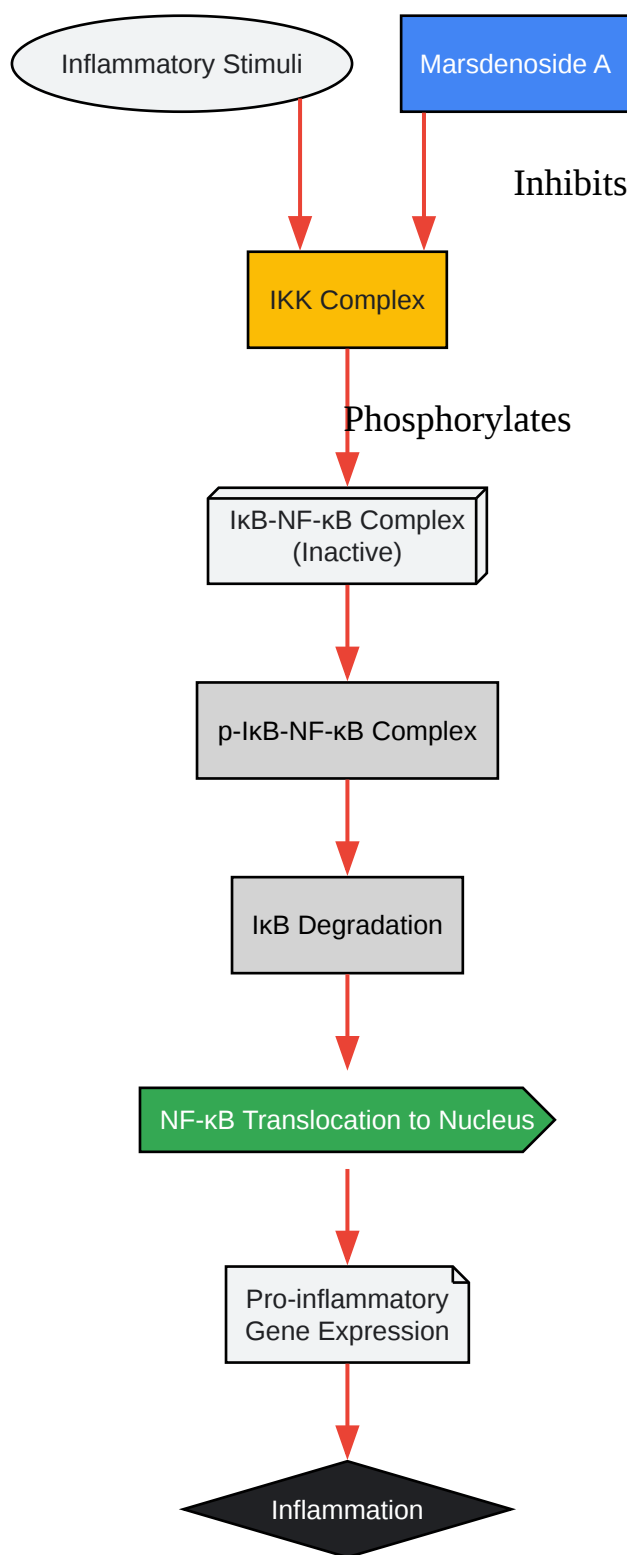 Inflammatory Stimuli
Marsdenoside A
Inhibits
IKK Complex
Phosphorylates
IκB-NF-κB Complex
(Inactive)
p-IκB-NF-κB Complex
IκB Degradation
NF-κB Translocation to Nucleus
Pro-inflammatory
Gene Expression
Inflammation